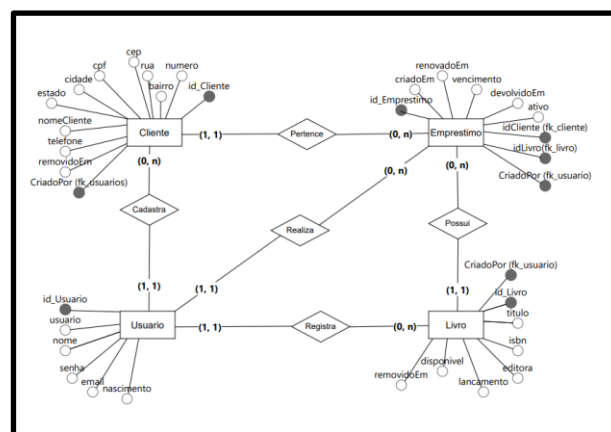 cep
cpf
rua
numero
cidade
bairro
id_Cliente
estado
nomeCliente
Cliente
telefone
removidoEm
CriadoPor (fk_usuarios)
(1, 1)
(0, n)
Pertence
renovadoEm
criadoEm
vencimento
id_Emprestimo
devolvidoEm
ativo
Emprestimo
idCliente (fk_cliente)
idLivro(fk_livro)
CriadoPor (fk_usuario)
(0, n)
(0, n)
(0, n)
Cadastra
Realiza
Possui
(1, 1)
(1, 1)
(1, 1)
id_Usuario
usuario
nome
senha
email
nascimento
Usuario
(1, 1)
Registra
(0, n)
CriadoPor (fk_usuario)
id_Livro
titulo
Livro
isbn
editora
lancamento
disponivel
removidoEm